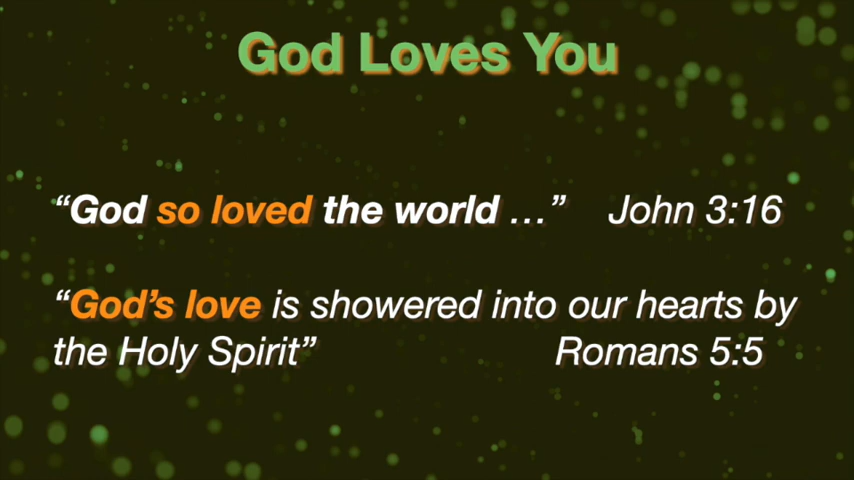 God Loves You
“God so loved the world ...” John 3:16
“God’s love is showered into our hearts by
the Holy Spirit” Romans 5:5